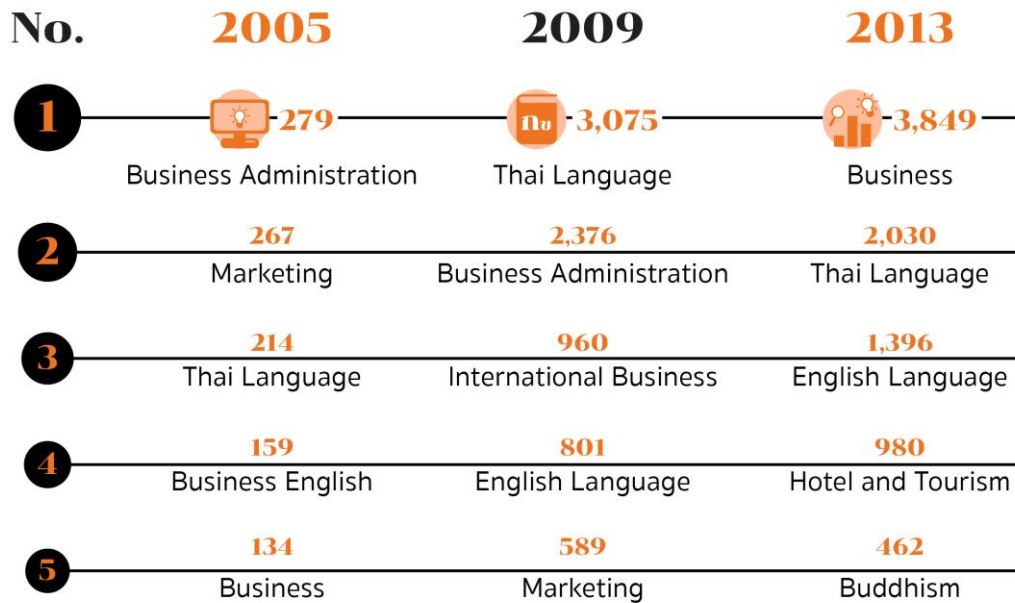 No. 2005 2009 2013
1 279 กข 3,075 3,849
Business Administration Thai Language Business
2 267 2,376 2,030
Marketing Business Administration Thai Language
3 214 960 1,396
Thai Language International Business English Language
4 159 801 980
Business English English Language Hotel and Tourism
5 134 589 462
Business Marketing Buddhism